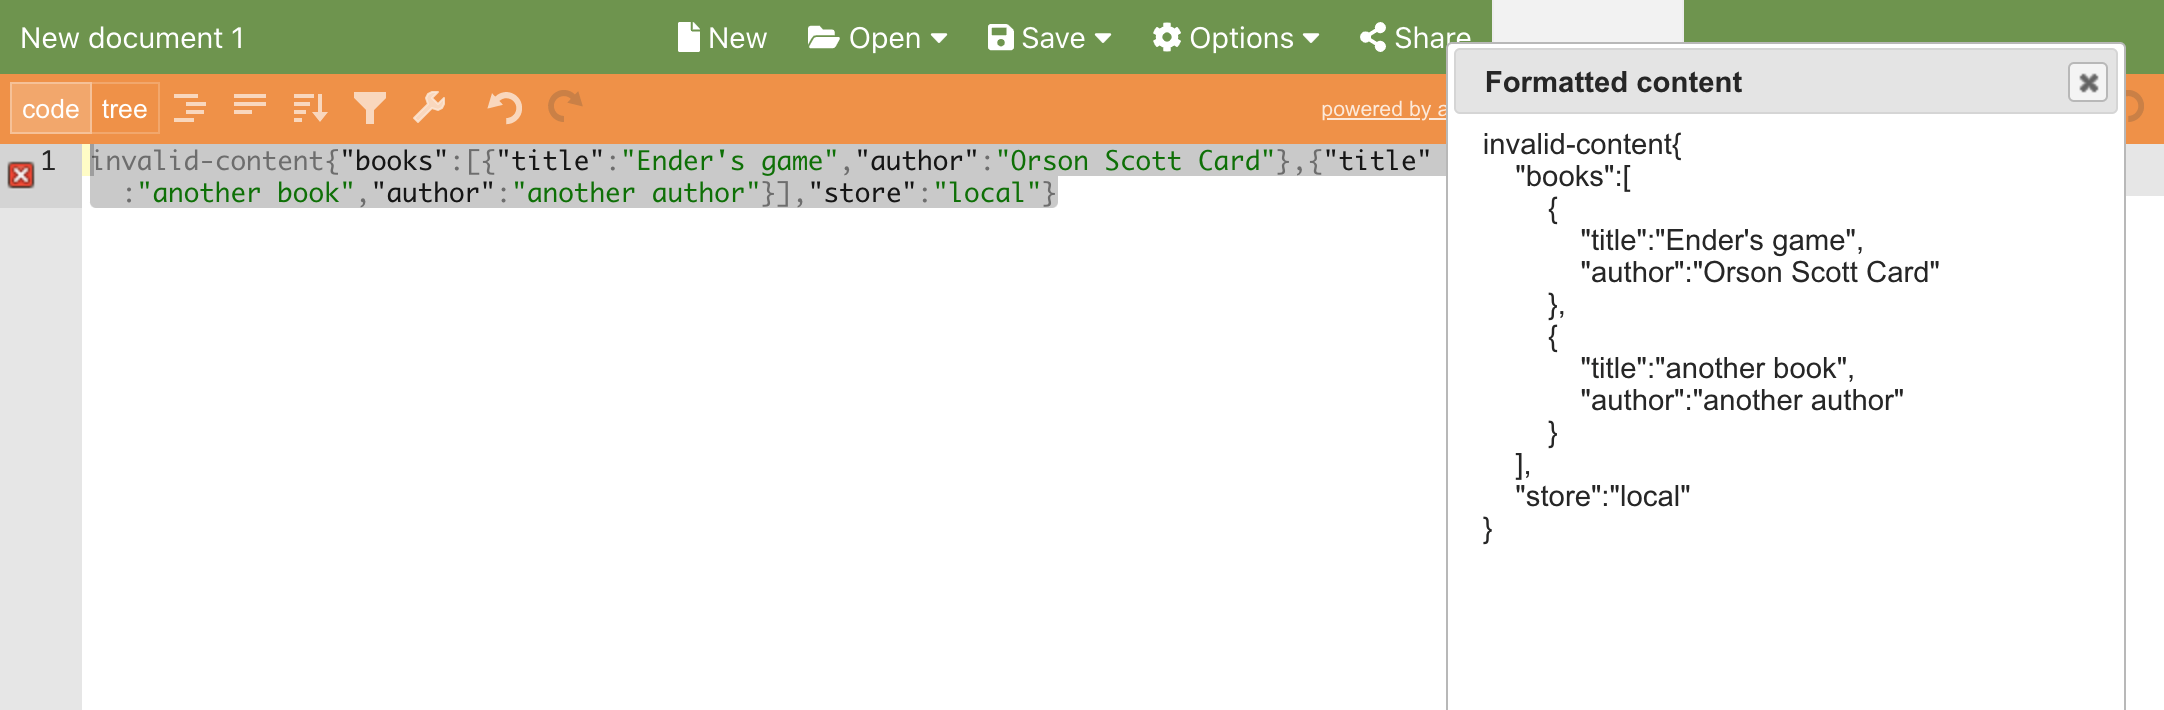 New document 1
New
Open
Save
Options
Share
code
tree
powered by a
1
invalid-content{"books":[{"title":"Ender's game","author":"Orson Scott Card"},{"title"
:"another book","author":"another author"}],"store":"local"}
Formatted content
invalid-content{
"books":[
{
"title":"Ender's game",
"author":"Orson Scott Card"
},
{
"title":"another book",
"author":"another author"
}
],
"store":"local"
}